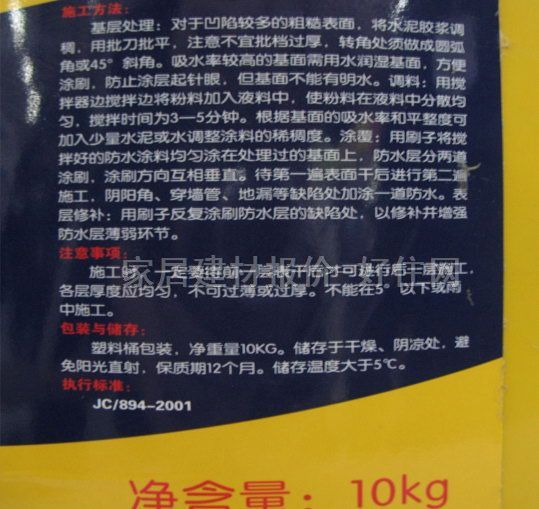 施工方法：
基层处理：对于凹陷较多的粗糙表面，将水泥胶浆调
稠，用批刀批平，注意不宜批档过厚，转角处须做成圆弧
角或45°斜角。吸水率较高的基面需用水润湿基面，方便
涂刷，防止涂层起针眼，但基面不能有明水。调料：用搅
拌器边搅拌边将粉料加入液料中，使粉料在液料中分散均
匀，搅拌时间为3—5分钟。根据基面的吸水率和平整度可
加入少量水泥或水调整涂料的稀稠度。涂覆：用刷子将搅
拌好的防水涂料均匀涂在处理过的基面上，防水层分两道
涂刷，涂刷方向互相垂直。待第一遍表面干后进行第二遍
施工，阴阳角、穿墙管、地漏等缺陷处加涂一道防水。表
层修补：用刷子反复涂刷防水层的缺陷处，以修补并增强
防水层薄弱环节。
注意事项：
施工时一定要待前一层表干后才可进行后一层施工，
各层厚度应均匀，不可过薄或过厚。不能在5°以下或雨
中施工。
家居建材报价 好住网
包装与储存：
塑料桶包装，净重量10KG。储存于干燥、阴凉处，避
免阳光直射，保质期12个月。储存温度大于5℃。
执行标准：
JC/894-2001
净含量：10kg